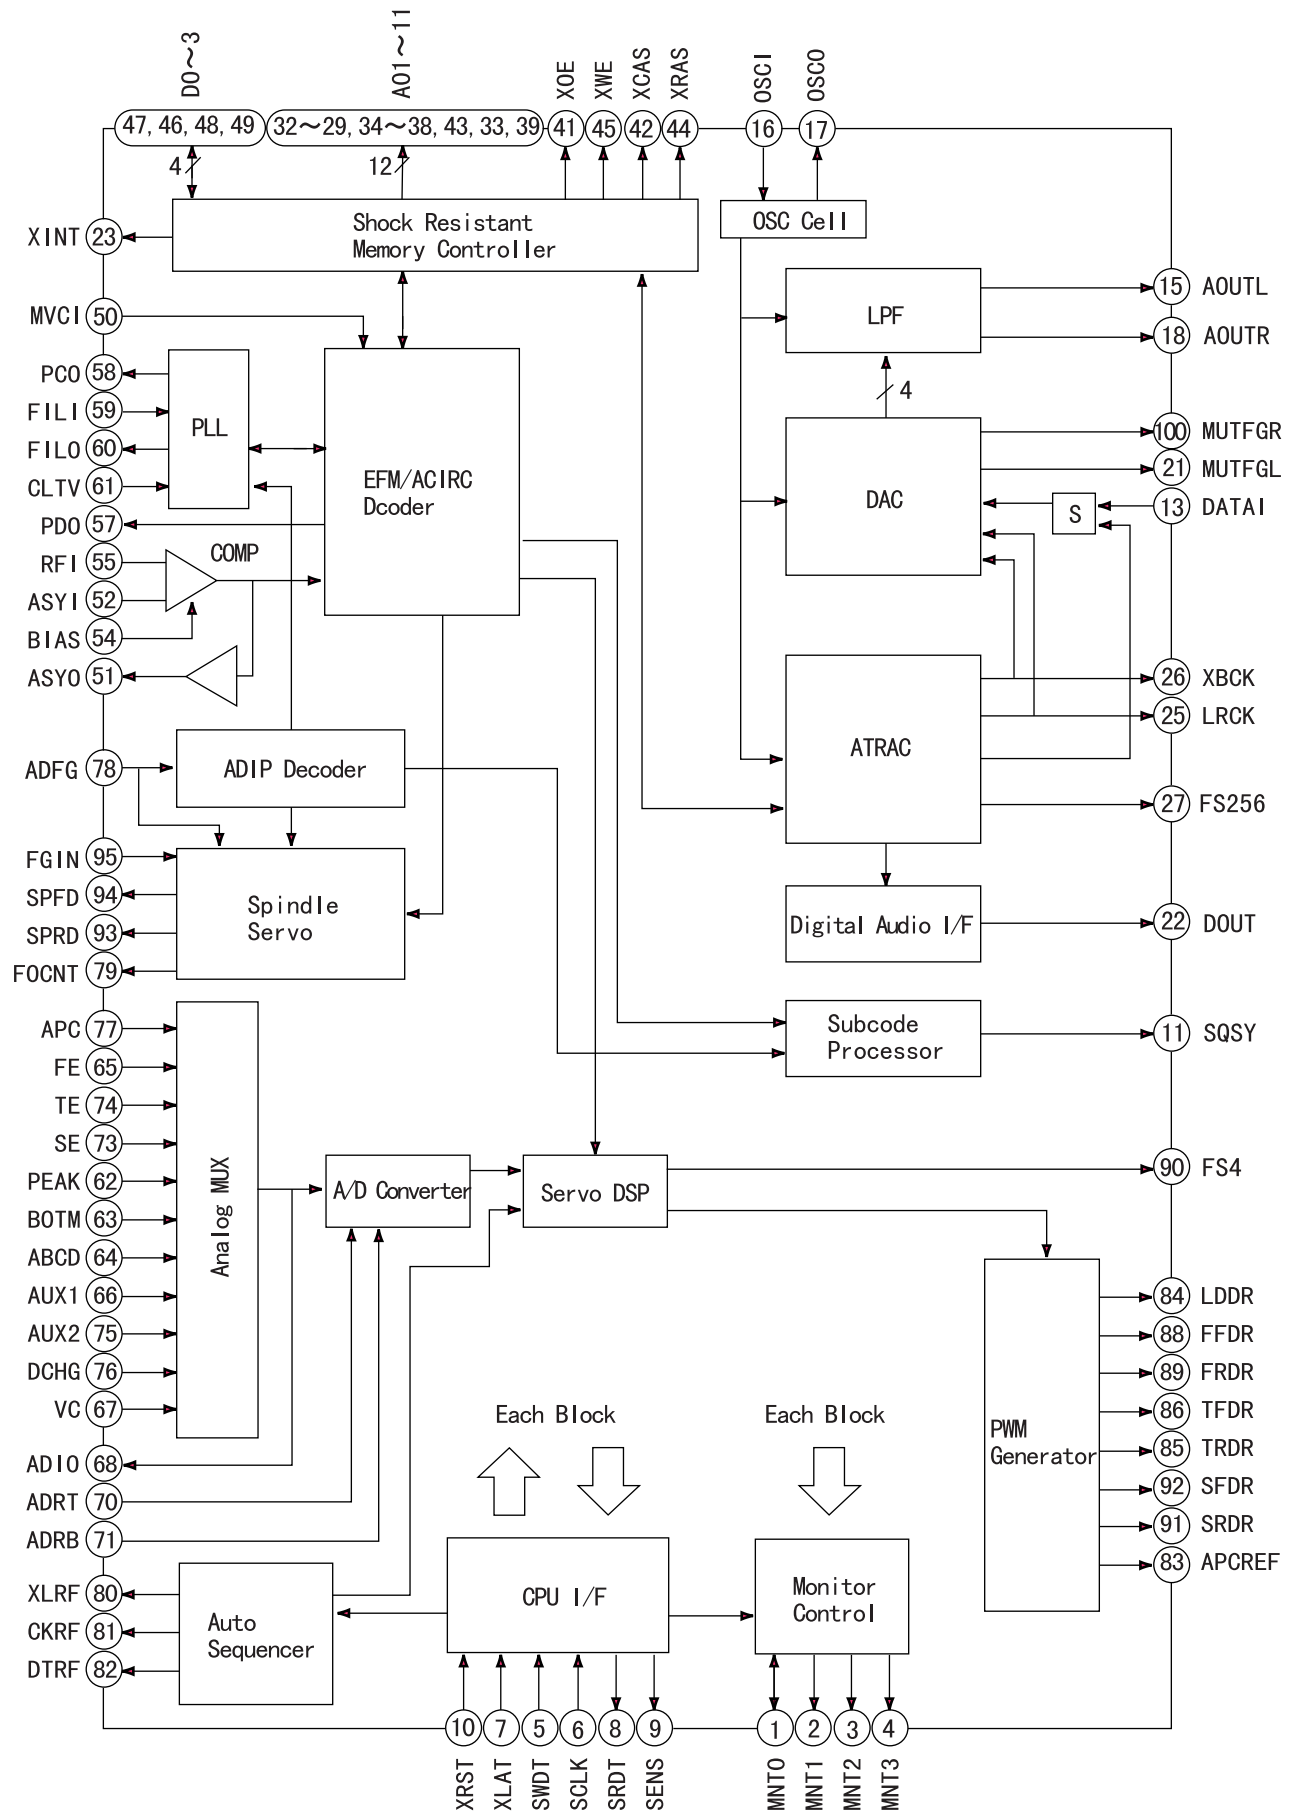 D0～3
A01～11
XOE
XWE
XCAS
XRAS
OSCI
OSCO
47, 46, 48, 49
32～29, 34～38, 43, 33, 39
41
45
42
44
16
17
4
12
Shock Resistant
Memory Controller
OSC Cell
XINT 23
MVCI 50
PCO 58
FILI 59
FILO 60
CLTV 61
PDO 57
RFI 55
ASYI 52
BIAS 54
ASYO 51
PLL
COMP
EFM/ACIRC
Dcoder
LPF
4
DAC
S
15 AOUTL
18 AOUTR
100 MUTFGR
21 MUTFGL
13 DATAI
ATRAC
26 XBCK
25 LRCK
27 FS256
ADFG 78
ADIP Decoder
FGIN 95
SPFD 94
SPRD 93
FOCNT 79
Spindle
Servo
Digital Audio I/F
22 DOUT
Subcode
Processor
11 SQSY
APC 77
FE 65
TE 74
SE 73
PEAK 62
BOTM 63
ABCD 64
AUX1 66
AUX2 75
DCHG 76
VC 67
ADIO 68
ADRT 70
ADRB 71
Analog MUX
A/D Converter
Servo DSP
90 FS4
PWM
Generator
84 LDDR
88 FFDR
89 FRDR
86 TFDR
85 TRDR
92 SFDR
91 SRDR
83 APCREF
Each Block
Each Block
XLRF 80
CKRF 81
DTRF 82
Auto
Sequencer
CPU I/F
Monitor
Control
10
7
5
6
8
9
1
2
3
4
XRST
XLAT
SWDT
SCLK
SRDT
SENS
MNT0
MNT1
MNT2
MNT3